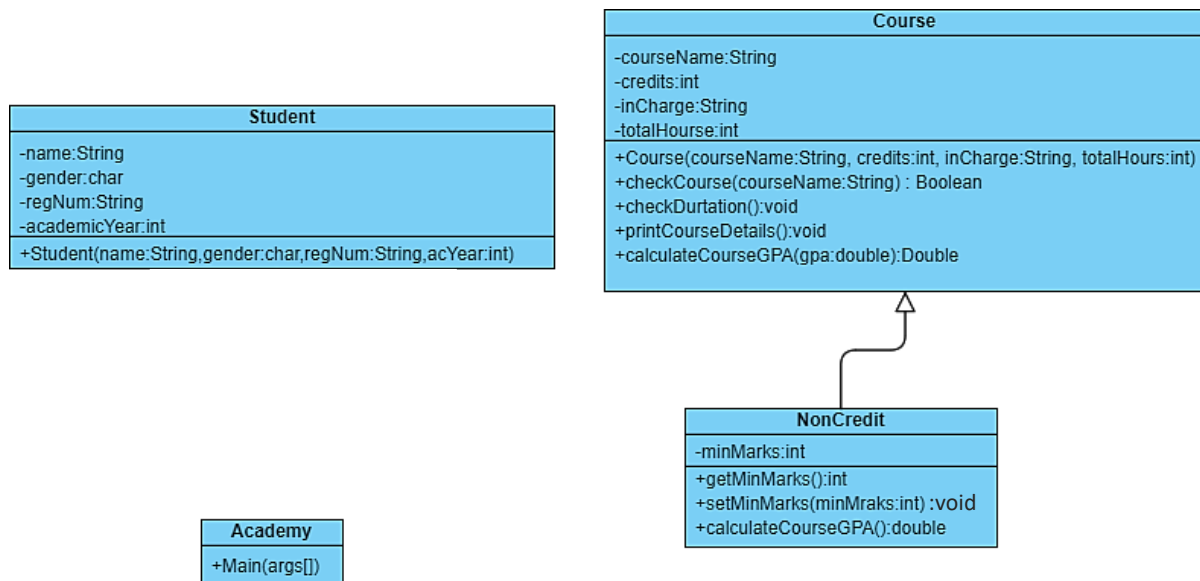 Student
-name:String
-gender:char
-regNum:String
-academicYear:int
+Student(name:String,gender:char,regNum:String,acYear:int)
Course
-courseName:String
-credits:int
-inCharge:String
-totalHourse:int
+Course(courseName:String, credits:int, inCharge:String, totalHours:int)
+checkCourse(courseName:String) : Boolean
+checkDurtation():void
+printCourseDetails():void
+calculateCourseGPA(gpa:double):Double
NonCredit
-minMarks:int
+getMinMarks():int
+setMinMarks(minMraks:int) :void
+calculateCourseGPA():double
Academy
+Main(args[])